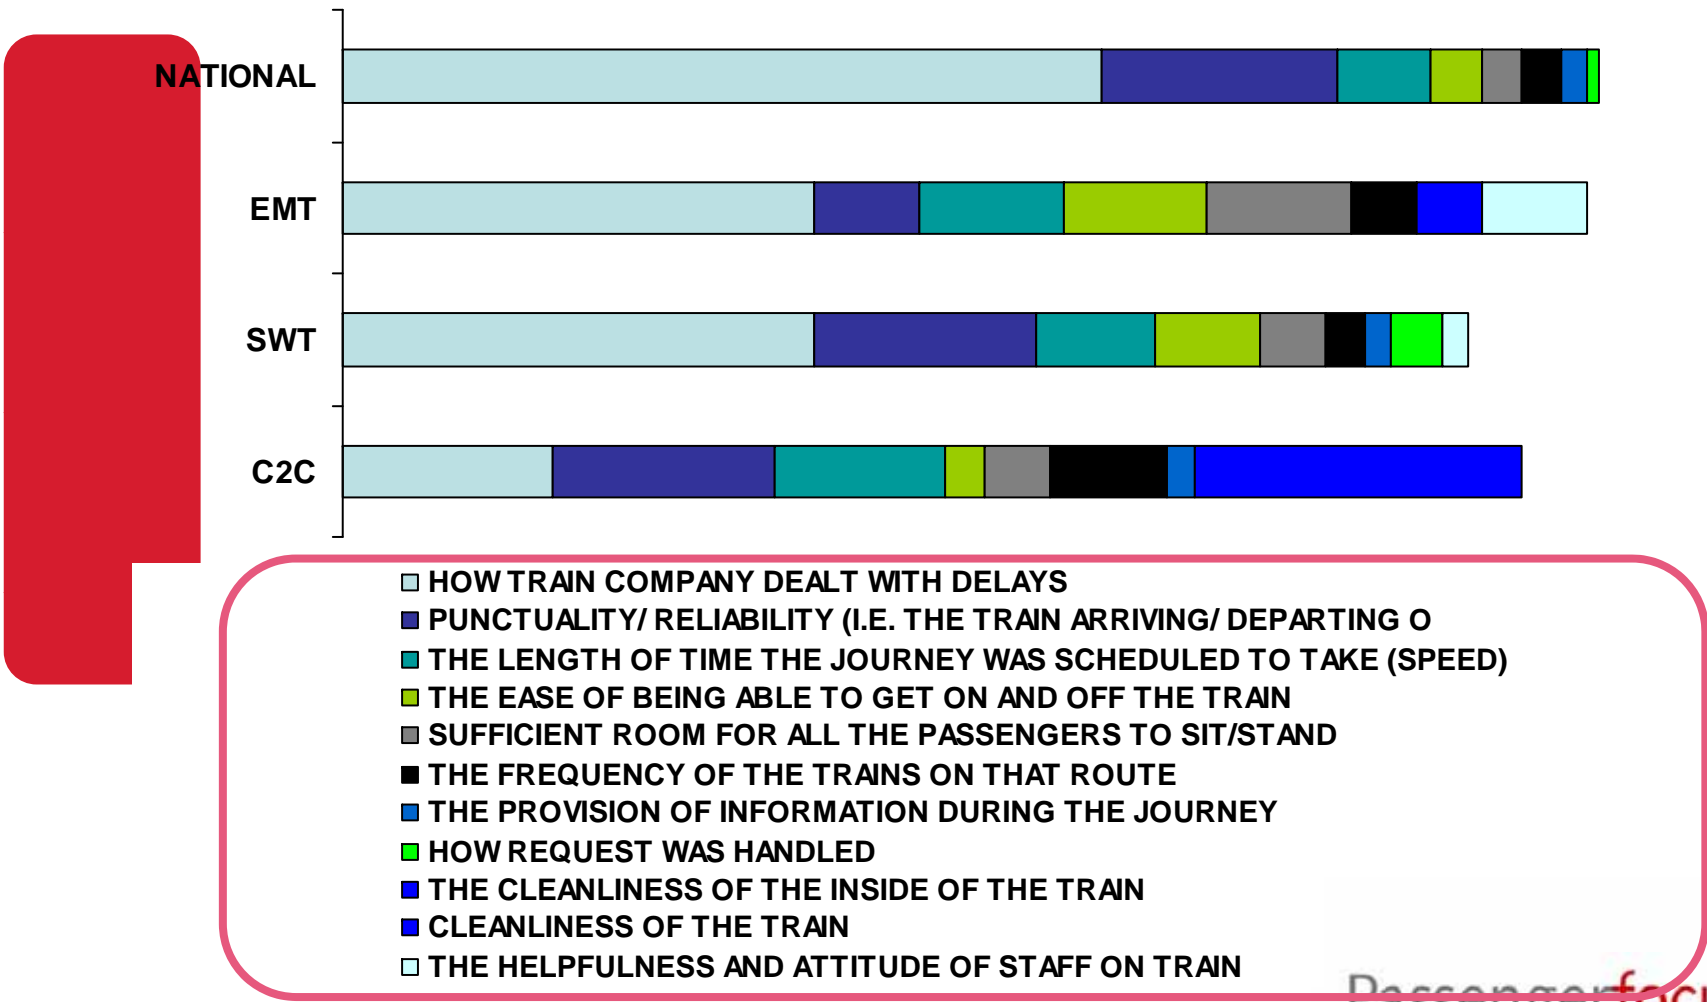 NATIONAL
EMT
SWT
C2C
HOW TRAIN COMPANY DEALT WITH DELAYS
PUNCTUALITY/ RELIABILITY (I.E. THE TRAIN ARRIVING/ DEPARTING O
THE LENGTH OF TIME THE JOURNEY WAS SCHEDULED TO TAKE (SPEED)
THE EASE OF BEING ABLE TO GET ON AND OFF THE TRAIN
SUFFICIENT ROOM FOR ALL THE PASSENGERS TO SIT/STAND
THE FREQUENCY OF THE TRAINS ON THAT ROUTE
THE PROVISION OF INFORMATION DURING THE JOURNEY
HOW REQUEST WAS HANDLED
THE CLEANLINESS OF THE INSIDE OF THE TRAIN
CLEANLINESS OF THE TRAIN
THE HELPFULNESS AND ATTITUDE OF STAFF ON TRAIN